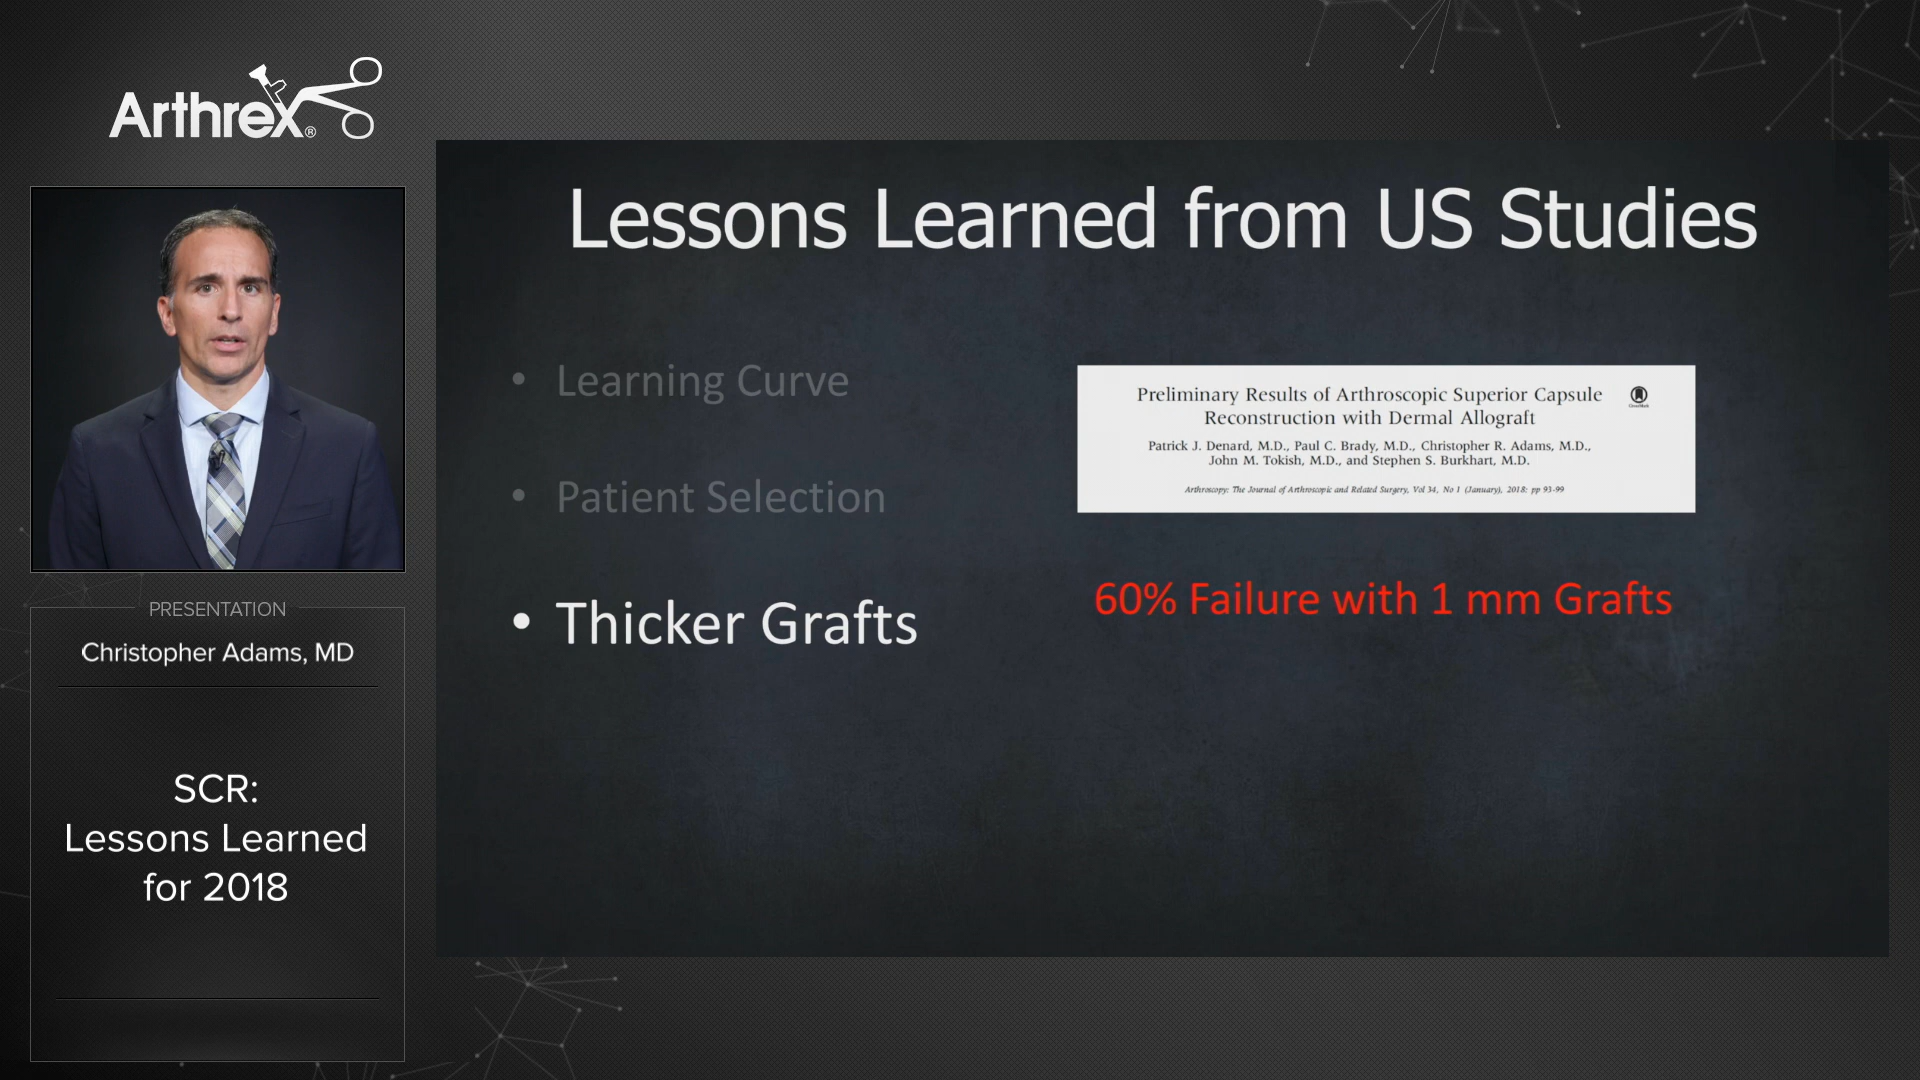 Arthrex®
Lessons Learned from US Studies
• Learning Curve
• Patient Selection
• Thicker Grafts
Preliminary Results of Arthroscopic Superior Capsule
Reconstruction with Dermal Allograft
Patrick J. Denard, M.D., Paul C. Brady, M.D., Christopher R. Adams, M.D.,
John M. Tokish, M.D., and Stephen S. Burkhart, M.D.
Arthroscopy: The Journal of Arthroscopic and Related Surgery, Vol 34, No 1 (January), 2018: pp 93-99
60% Failure with 1 mm Grafts
PRESENTATION
Christopher Adams, MD
SCR:
Lessons Learned
for 2018